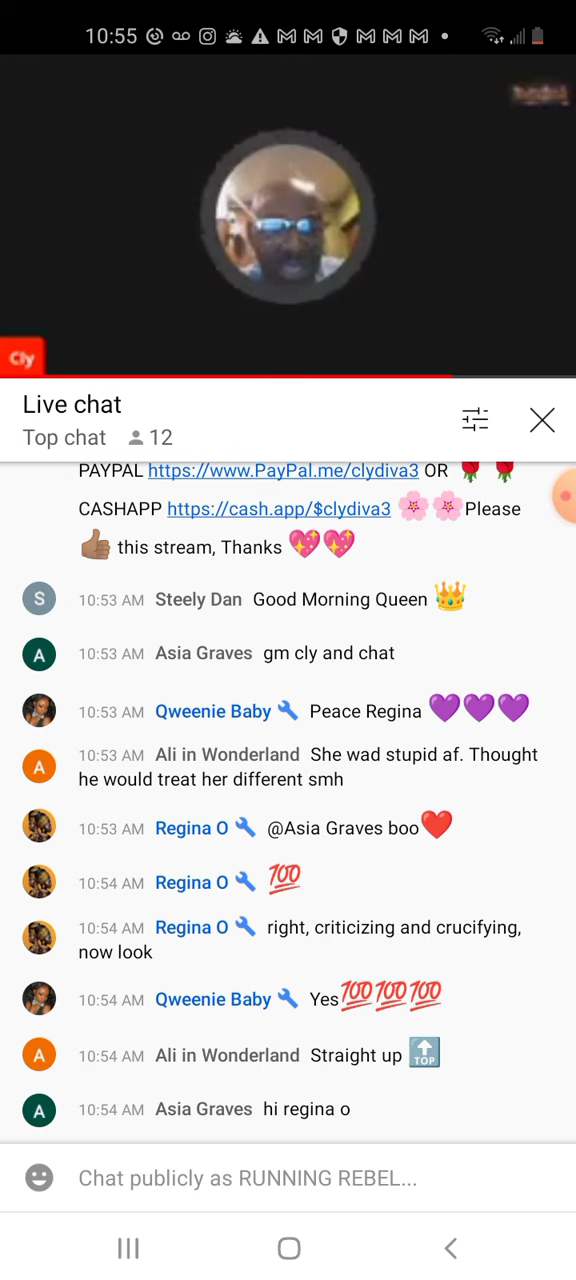 10:55
Cly
Live chat
Top chat 12
PAYPAL https://www.PayPal.me/clydiva3 OR 🌹 🌹
CASHAPP https://cash.app/$clydiva3 🌸🌸Please
👍🏽 this stream, Thanks 💖💖
S 10:53 AM Steely Dan Good Morning Queen 👑
A 10:53 AM Asia Graves gm cly and chat
10:53 AM Qweenie Baby 🔧 Peace Regina 💜💜💜
A 10:53 AM Ali in Wonderland She wad stupid af. Thought
he would treat her different smh
10:53 AM Regina O 🔧 @Asia Graves boo❤️
10:54 AM Regina O 🔧 💯
10:54 AM Regina O 🔧 right, criticizing and crucifying,
now look
10:54 AM Qweenie Baby 🔧 Yes💯💯💯
A 10:54 AM Ali in Wonderland Straight up 🔝
A 10:54 AM Asia Graves hi regina o
Chat publicly as RUNNING REBEL...